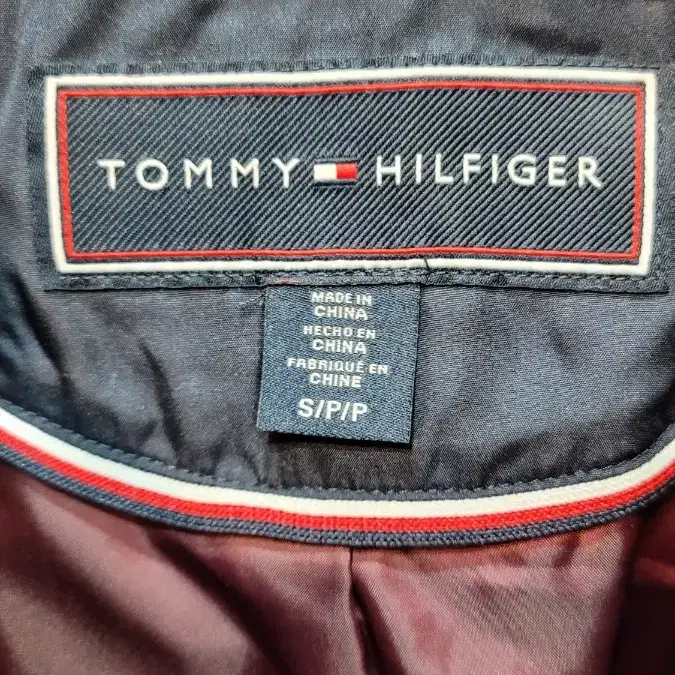 TOMMY HILFIGER
MADE IN
CHINA
HECHO EN
CHINA
FABRIQUÉ EN
CHINE
S/P/P